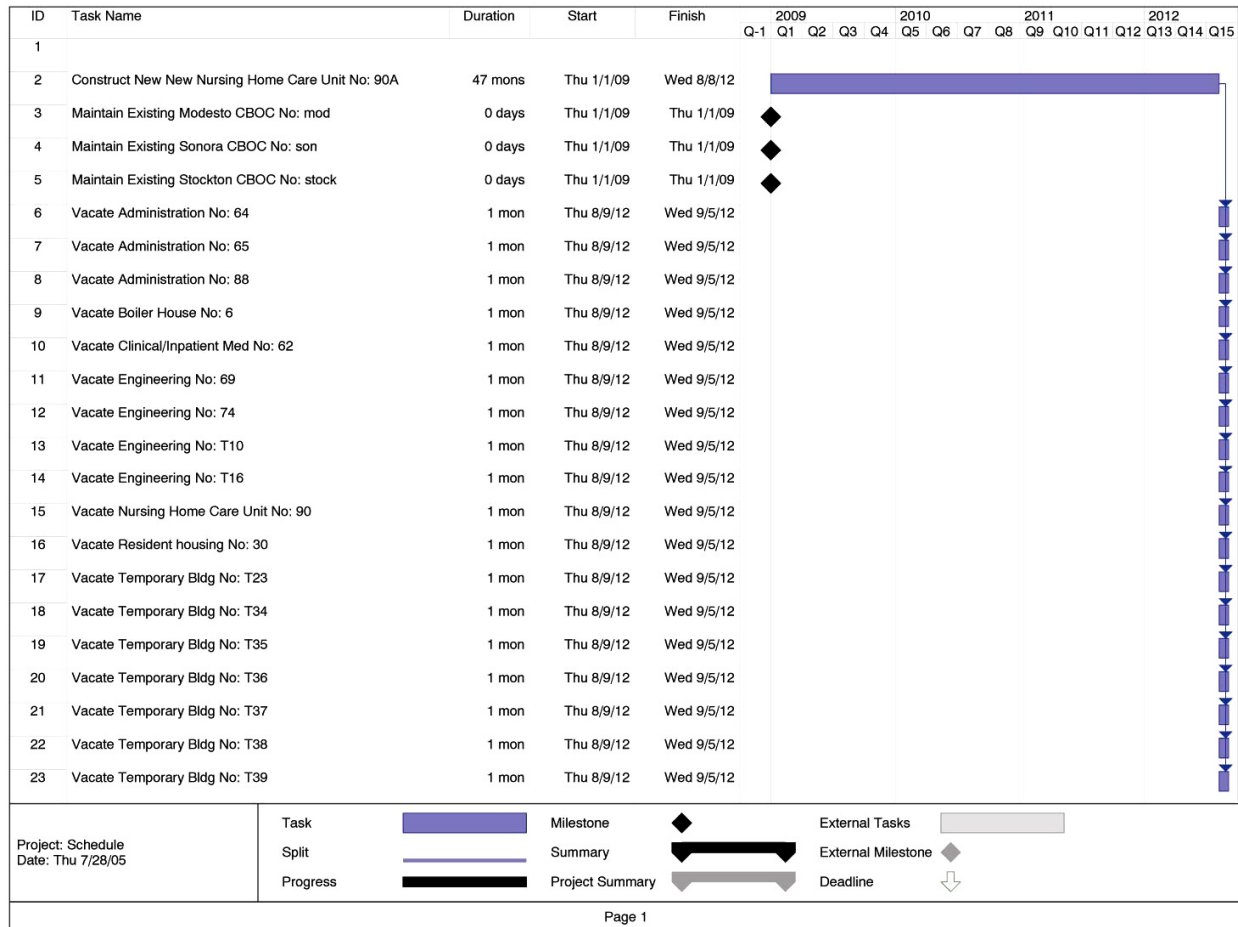 ID Task Name Duration Start Finish 2009 2010 2011 2012
Q-1 Q1 Q2 Q3 Q4 Q5 Q6 Q7 Q8 Q9 Q10 Q11 Q12 Q13 Q14 Q15
1
2 Construct New New Nursing Home Care Unit No: 90A 47 mons Thu 1/1/09 Wed 8/8/12
3 Maintain Existing Modesto CBOC No: mod 0 days Thu 1/1/09 Thu 1/1/09
4 Maintain Existing Sonora CBOC No: son 0 days Thu 1/1/09 Thu 1/1/09
5 Maintain Existing Stockton CBOC No: stock 0 days Thu 1/1/09 Thu 1/1/09
6 Vacate Administration No: 64 1 mon Thu 8/9/12 Wed 9/5/12
7 Vacate Administration No: 65 1 mon Thu 8/9/12 Wed 9/5/12
8 Vacate Administration No: 88 1 mon Thu 8/9/12 Wed 9/5/12
9 Vacate Boiler House No: 6 1 mon Thu 8/9/12 Wed 9/5/12
10 Vacate Clinical/Inpatient Med No: 62 1 mon Thu 8/9/12 Wed 9/5/12
11 Vacate Engineering No: 69 1 mon Thu 8/9/12 Wed 9/5/12
12 Vacate Engineering No: 74 1 mon Thu 8/9/12 Wed 9/5/12
13 Vacate Engineering No: T10 1 mon Thu 8/9/12 Wed 9/5/12
14 Vacate Engineering No: T16 1 mon Thu 8/9/12 Wed 9/5/12
15 Vacate Nursing Home Care Unit No: 90 1 mon Thu 8/9/12 Wed 9/5/12
16 Vacate Resident housing No: 30 1 mon Thu 8/9/12 Wed 9/5/12
17 Vacate Temporary Bldg No: T23 1 mon Thu 8/9/12 Wed 9/5/12
18 Vacate Temporary Bldg No: T34 1 mon Thu 8/9/12 Wed 9/5/12
19 Vacate Temporary Bldg No: T35 1 mon Thu 8/9/12 Wed 9/5/12
20 Vacate Temporary Bldg No: T36 1 mon Thu 8/9/12 Wed 9/5/12
21 Vacate Temporary Bldg No: T37 1 mon Thu 8/9/12 Wed 9/5/12
22 Vacate Temporary Bldg No: T38 1 mon Thu 8/9/12 Wed 9/5/12
23 Vacate Temporary Bldg No: T39 1 mon Thu 8/9/12 Wed 9/5/12
Project: Schedule
Date: Thu 7/28/05
Task Milestone External Tasks
Split Summary External Milestone
Progress Project Summary Deadline
Page 1